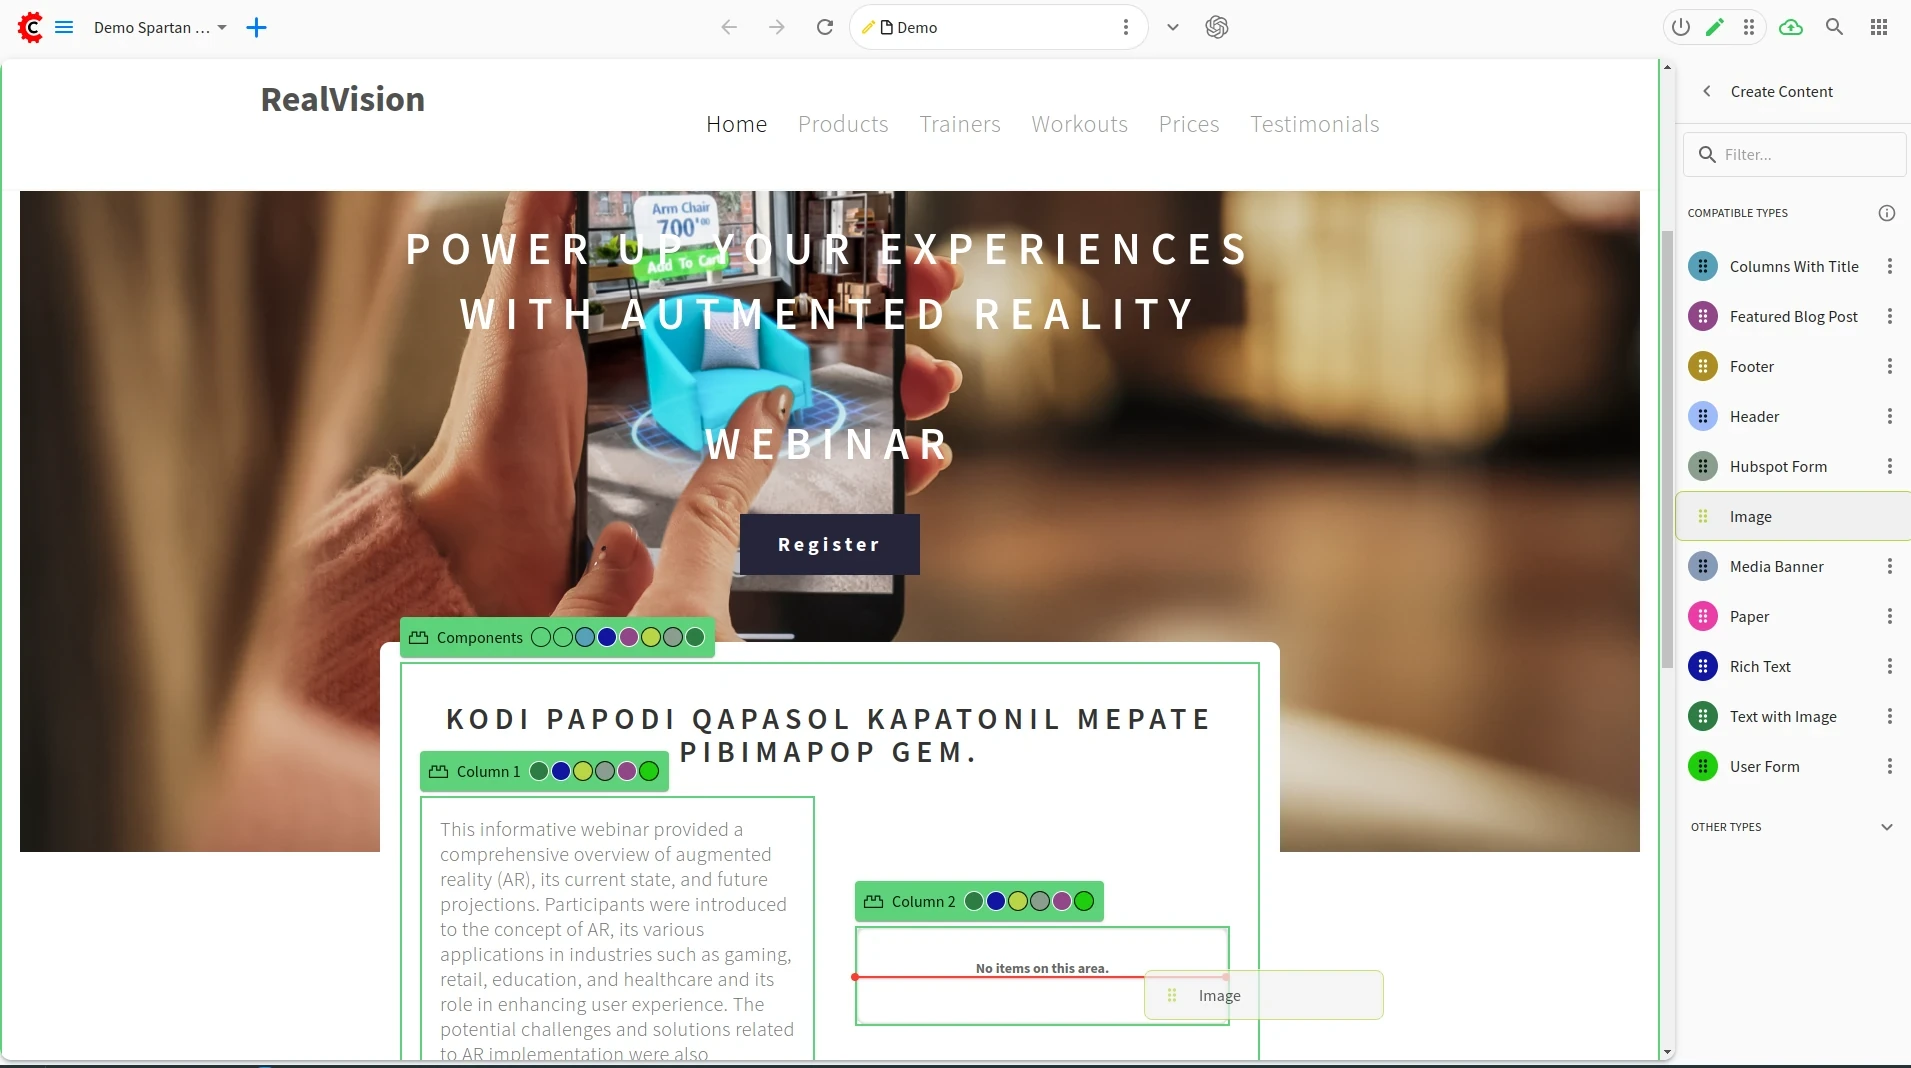 C
Demo Spartan ...
Demo
RealVision
Home
Products
Trainers
Workouts
Prices
Testimonials
Arm Chair
700'00
Add To Cart
POWER UP YOUR EXPERIENCES
WITH AUTMENTED REALITY
WEBINAR
Register
Components
KODI PAPODI QAPASOL KAPATONIL MEPATE
PIBIMAPOP GEM.
Column 1
This informative webinar provided a
comprehensive overview of augmented
reality (AR), its current state, and future
projections. Participants were introduced
to the concept of AR, its various
applications in industries such as gaming,
retail, education, and healthcare and its
role in enhancing user experience. The
potential challenges and solutions related
to AR implementation were also
Column 2
No items on this area.
Image
Create Content
Filter...
COMPATIBLE TYPES
Columns With Title
Featured Blog Post
Footer
Header
Hubspot Form
Image
Media Banner
Paper
Rich Text
Text with Image
User Form
OTHER TYPES